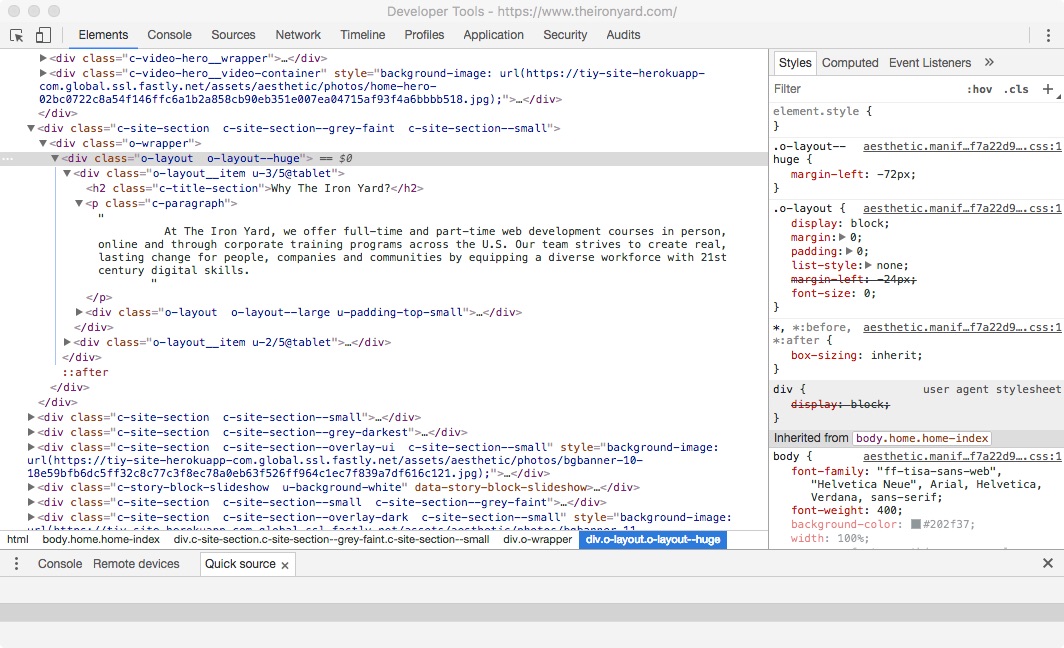 Developer Tools - https://www.theironyard.com/
Elements Console Sources Network Timeline Profiles Application Security Audits
<div class="c-video-hero__wrapper">…</div>
<div class="c-video-hero__video-container" style="background-image: url(https://tiy-site-herokuapp-
com.global.ssl.fastly.net/assets/aesthetic/photos/home-hero-
02bc0722c8a54f146ffc6a1b2a858cb90eb351e007ea04715af93f4a6bbbb518.jpg);">…</div>
</div>
<div class="c-site-section  c-site-section--grey-faint  c-site-section--small">
<div class="o-wrapper">
… <div class="o-layout  o-layout--huge"> == $0
<div class="o-layout__item u-3/5@tablet">
<h2 class="c-title-section">Why The Iron Yard?</h2>
<p class="c-paragraph">
"
At The Iron Yard, we offer full-time and part-time web development courses in person,
online and through corporate training programs across the U.S. Our team strives to create real,
lasting change for people, companies and communities by equipping a diverse workforce with 21st
century digital skills.
"
</p>
<div class="o-layout  o-layout--large u-padding-top-small">…</div>
</div>
<div class="o-layout__item u-2/5@tablet">…</div>
</div>
::after
</div>
</div>
<div class="c-site-section  c-site-section--small">…</div>
<div class="c-site-section  c-site-section--grey-darkest">…</div>
<div class="c-site-section  c-site-section--overlay-ui  c-site-section--small" style="background-image:
url(https://tiy-site-herokuapp-com.global.ssl.fastly.net/assets/aesthetic/photos/bgbanner-10-
18e59bfb6dc5ff32c8c77c3f8ec78a0eb63f526ff964c1ec7f839a7df616c121.jpg);">…</div>
<div class="c-story-block-slideshow  u-background-white" data-story-block-slideshow>…</div>
<div class="c-site-section  c-site-section--small  c-site-section--grey-faint">…</div>
<div class="c-site-section  c-site-section--overlay-dark  c-site-section--small" style="background-image:
url(https://tiy-site-herokuapp-com.global.ssl.fastly.net/assets/aesthetic/photos/bgbanner-11-
html body.home.home-index div.c-site-section.c-site-section--grey-faint.c-site-section--small div.o-wrapper div.o-layout.o-layout--huge
Styles Computed Event Listeners »
Filter :hov .cls +
element.style {
}
.o-layout-- aesthetic.manif…f7a22d9….css:1
huge {
margin-left: -72px;
}
.o-layout { aesthetic.manif…f7a22d9….css:1
display: block;
margin: 0;
padding: 0;
list-style: none;
margin-left: -24px;
font-size: 0;
}
*, *:before, aesthetic.manif…f7a22d9….css:1
*:after {
box-sizing: inherit;
}
div { user agent stylesheet
display: block;
}
Inherited from body.home.home-index
body { aesthetic.manif…f7a22d9….css:1
font-family: "ff-tisa-sans-web",
"Helvetica Neue", Arial, Helvetica,
Verdana, sans-serif;
font-weight: 400;
background-color: #202f37;
width: 100%;
Console Remote devices Quick source ×